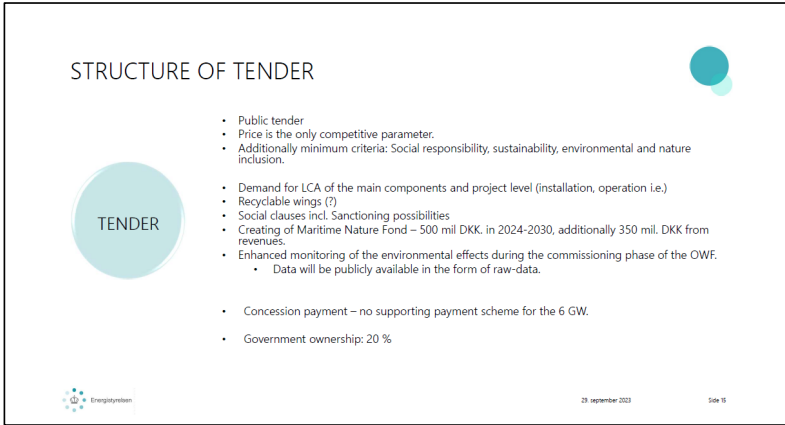 STRUCTURE OF TENDER
• Public tender
• Price is the only competitive parameter.
• Additionally minimum criteria: Social responsibility, sustainability, environmental and nature
inclusion.
• Demand for LCA of the main components and project level (installation, operation i.e.)
• Recyclable wings (?)
• Social clauses incl. Sanctioning possibilities
• Creating of Maritime Nature Fond – 500 mil DKK. in 2024-2030, additionally 350 mil. DKK from
revenues.
• Enhanced monitoring of the environmental effects during the commissioning phase of the OWF.
• Data will be publicly available in the form of raw-data.
TENDER
• Concession payment – no supporting payment scheme for the 6 GW.
• Government ownership: 20 %
Energistyrelsen
29. september 2023
Side 15